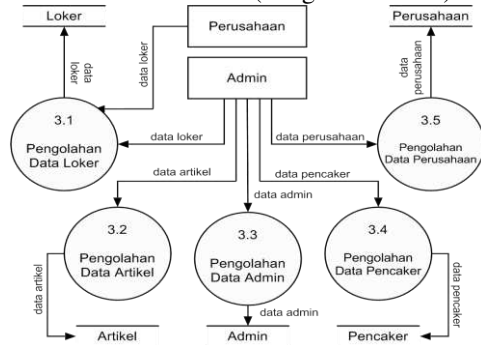 Loker
Perusahaan
Perusahaan
data
loker
data loker
data
perusahaan
Admin
3.1
Pengolahan
Data Loker
data loker
data perusahaan
3.5
Pengolahan
Data Perusahaan
data artikel
data pencaker
data admin
3.2
Pengolahan
Data Artikel
3.3
Pengolahan
Data Admin
3.4
Pengolahan
Data Pencaker
data artikel
data admin
data pencaker
Artikel
Admin
Pencaker